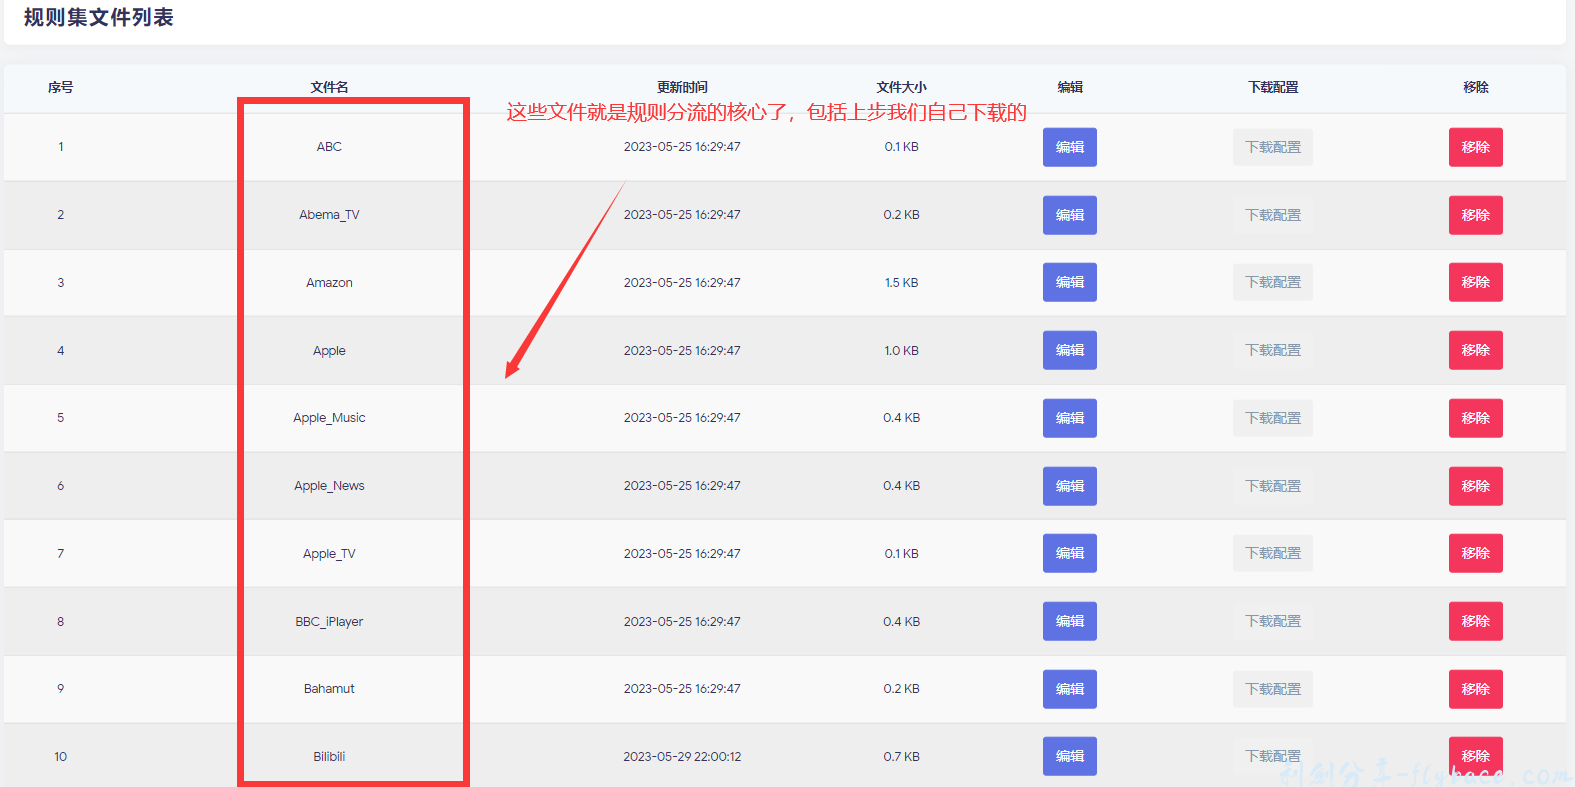 规则集文件列表
序号 文件名 更新时间 文件大小 编辑 下载配置 移除
这些文件就是规则分流的核心了，包括上步我们自己下载的
1 ABC 2023-05-25 16:29:47 0.1 KB 编辑 下载配置 移除
2 Abema_TV 2023-05-25 16:29:47 0.2 KB 编辑 下载配置 移除
3 Amazon 2023-05-25 16:29:47 1.5 KB 编辑 下载配置 移除
4 Apple 2023-05-25 16:29:47 1.0 KB 编辑 下载配置 移除
5 Apple_Music 2023-05-25 16:29:47 0.4 KB 编辑 下载配置 移除
6 Apple_News 2023-05-25 16:29:47 0.4 KB 编辑 下载配置 移除
7 Apple_TV 2023-05-25 16:29:47 0.1 KB 编辑 下载配置 移除
8 BBC_iPlayer 2023-05-25 16:29:47 0.4 KB 编辑 下载配置 移除
9 Bahamut 2023-05-25 16:29:47 0.2 KB 编辑 下载配置 移除
10 Bilibili 2023-05-29 22:00:12 0.7 KB 编辑 下载配置 移除